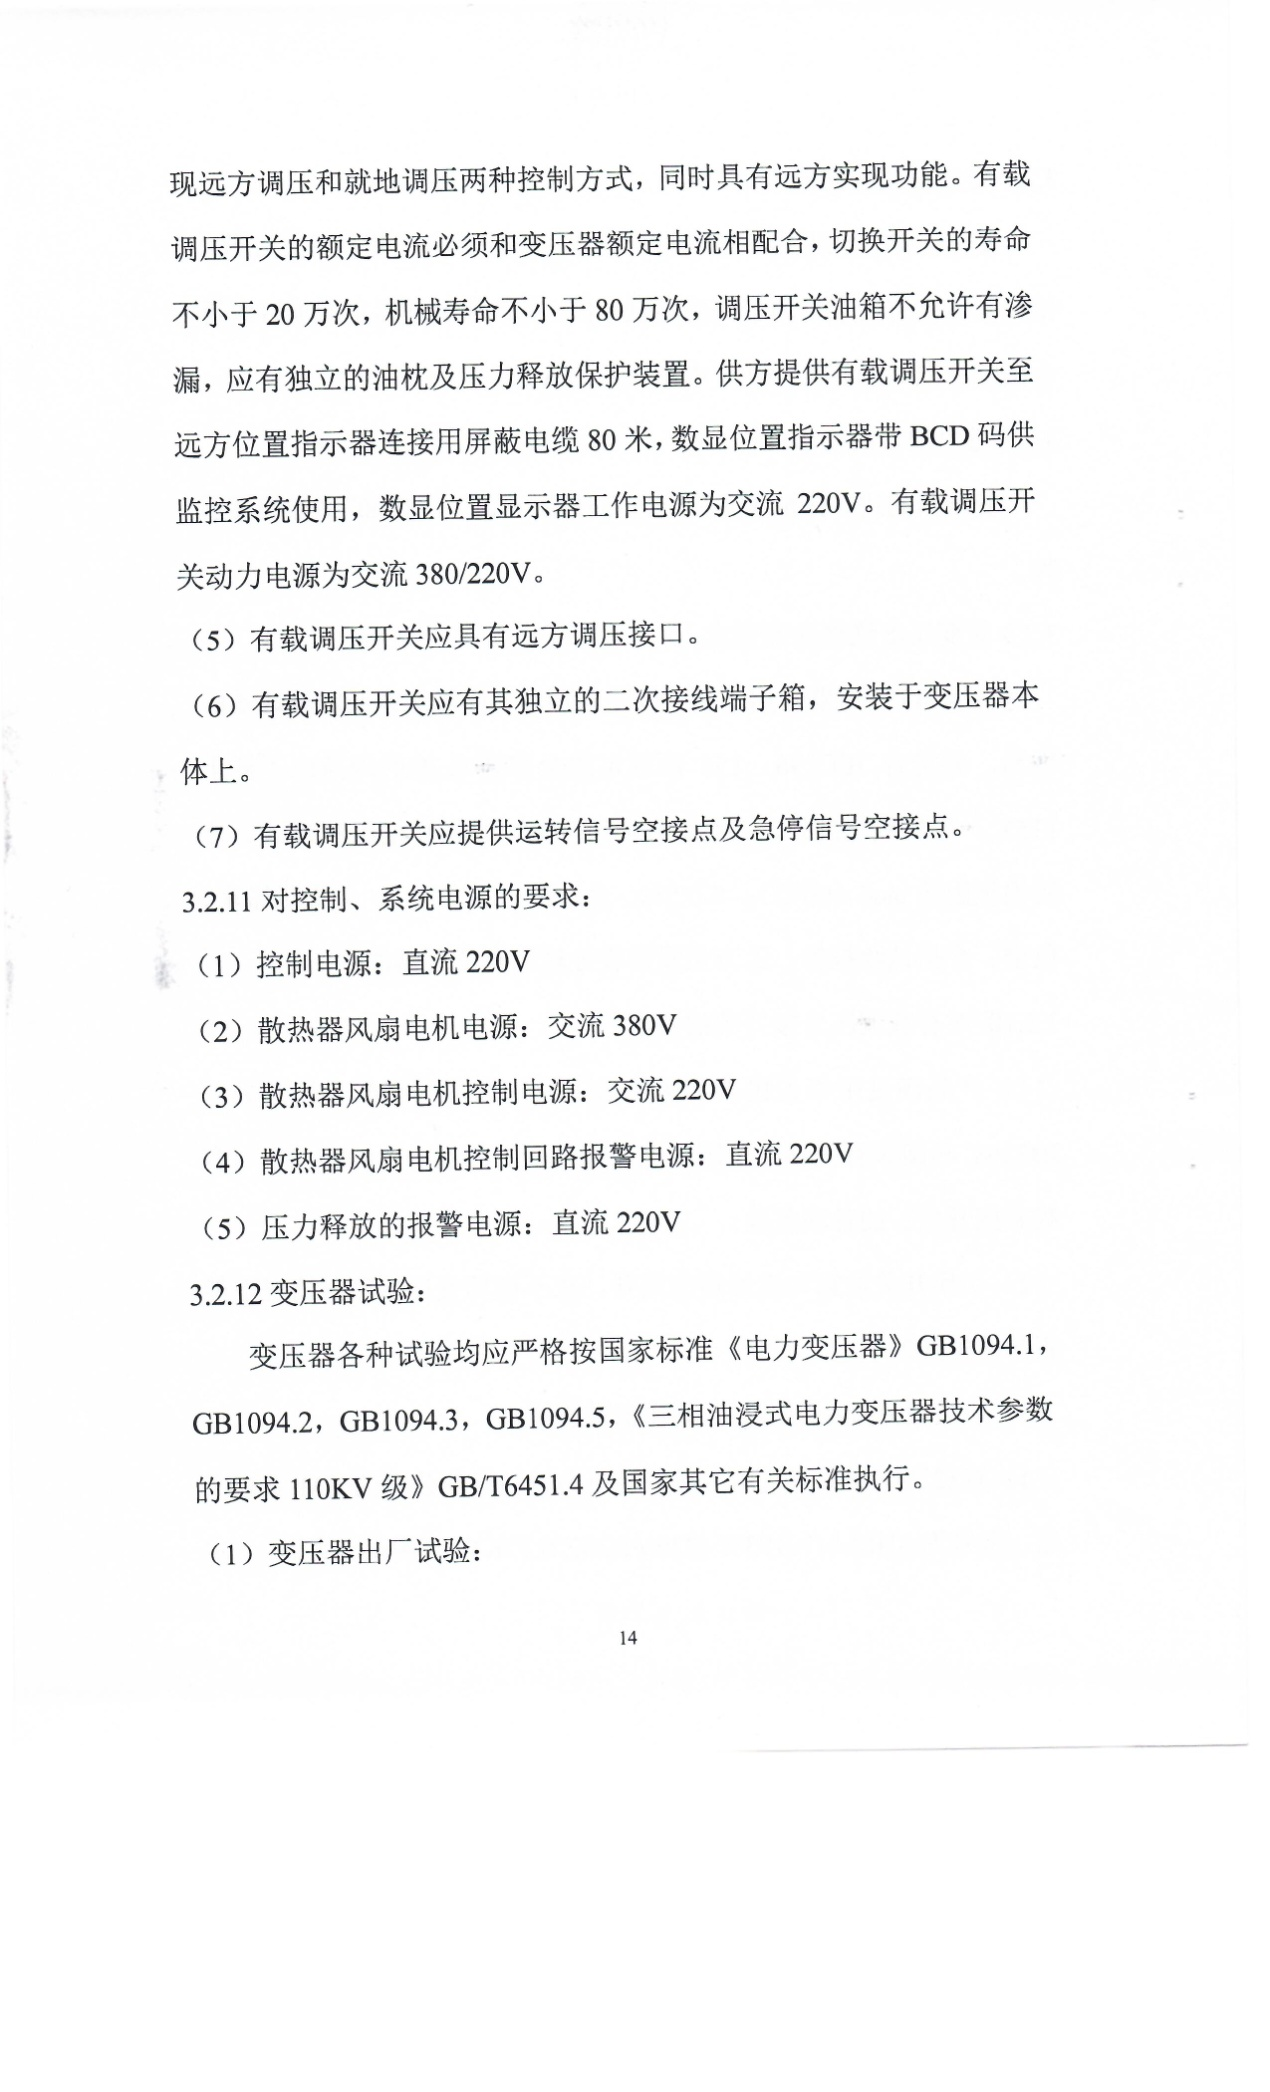 现远方调压和就地调压两种控制方式，同时具有远方实现功能。有载
调压开关的额定电流必须和变压器额定电流相配合，切换开关的寿命
不小于 20 万次，机械寿命不小于 80 万次，调压开关油箱不允许有渗
漏，应有独立的油枕及压力释放保护装置。供方提供有载调压开关至
远方位置指示器连接用屏蔽电缆 80 米，数显位置指示器带 BCD 码供
监控系统使用，数显位置显示器工作电源为交流 220V。有载调压开
关动力电源为交流 380/220V。
（5）有载调压开关应具有远方调压接口。
（6）有载调压开关应有其独立的二次接线端子箱，安装于变压器本
体上。
（7）有载调压开关应提供运转信号空接点及急停信号空接点。
3.2.11 对控制、系统电源的要求：
（1）控制电源：直流 220V
（2）散热器风扇电机电源：交流 380V
（3）散热器风扇电机控制电源：交流 220V
（4）散热器风扇电机控制回路报警电源：直流 220V
（5）压力释放的报警电源：直流 220V
3.2.12 变压器试验：
变压器各种试验均应严格按国家标准《电力变压器》GB1094.1，
GB1094.2，GB1094.3，GB1094.5，《三相油浸式电力变压器技术参数
的要求 110KV 级》GB/T6451.4 及国家其它有关标准执行。
（1）变压器出厂试验：
14